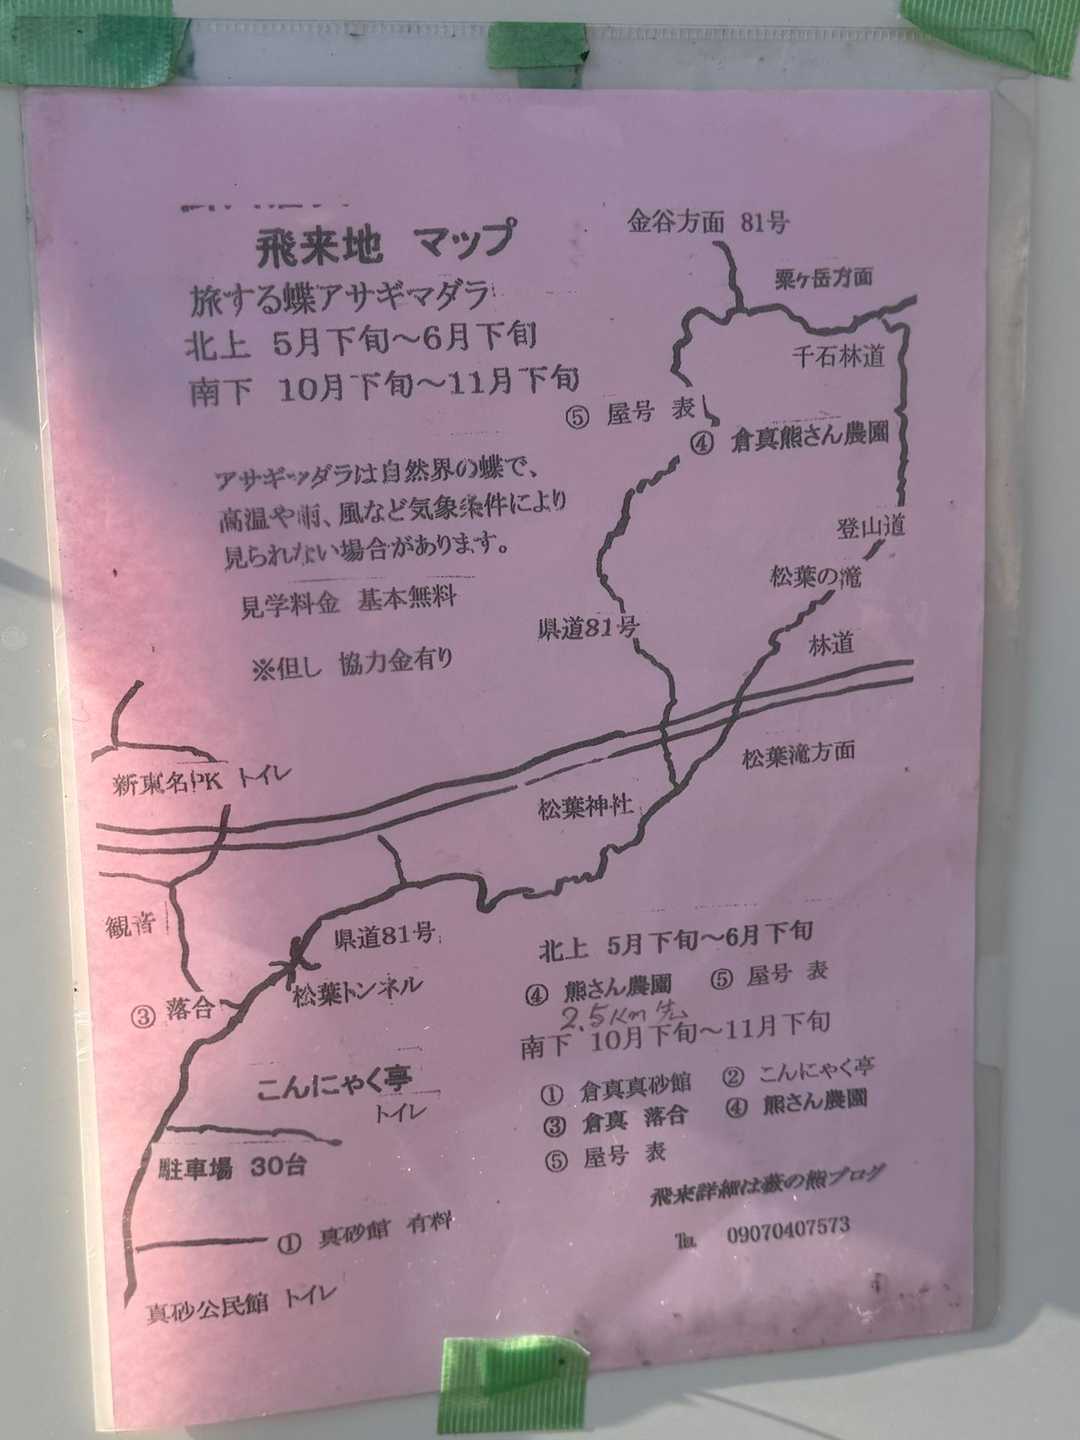 飛来地 マップ
旅する蝶アサギマダラ
北上 5月下旬～6月下旬
南下 10月下旬～11月下旬
アサギマダラは自然界の蝶で、
高温や雨、風など気象条件により
見られない場合があります。
見学料金 基本無料
※但し 協力金有り
金谷方面 81号
粟ヶ岳方面
千石林道
⑤ 屋号 表
④ 倉真熊さん農園
登山道
松葉の滝
県道81号
林道
松葉滝方面
新東名PK トイレ
松葉神社
観音
県道81号
松葉トンネル
③ 落合
こんにゃく亭
トイレ
駐車場 30台
① 真砂館 有料
真砂公民館 トイレ
北上 5月下旬～6月下旬
④ 熊さん農園 ⑤ 屋号 表
2.5Km先
南下 10月下旬～11月下旬
① 倉真真砂館 ② こんにゃく亭
③ 倉真 落合 ④ 熊さん農園
⑤ 屋号 表
飛来詳細は薮の熊ブログ
℡ 09070407573